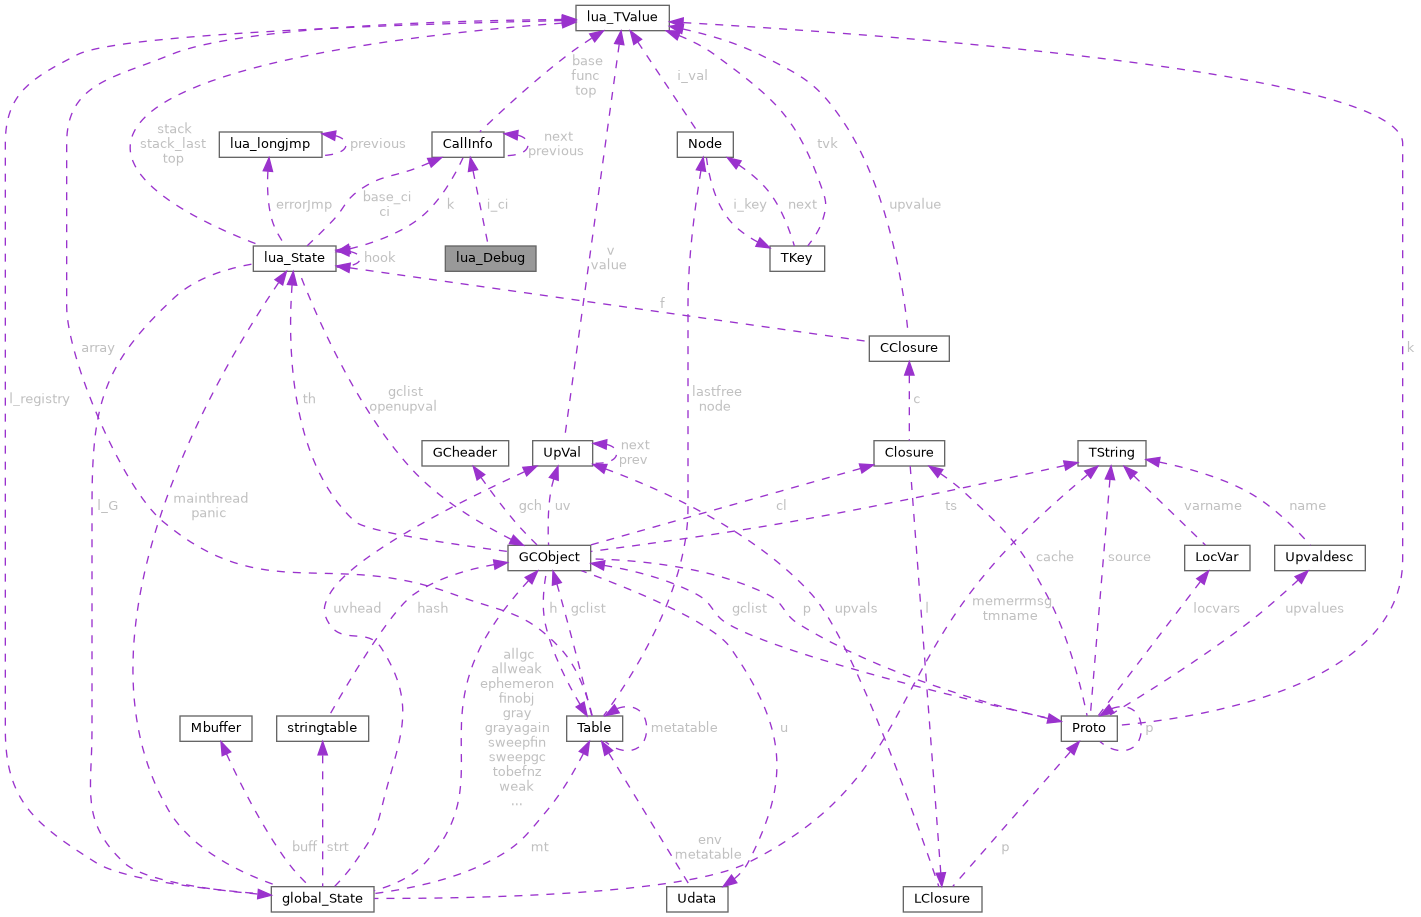 lua_TValue
base
func
top
i_val
stack
stack_last
top
lua_longjmp
previous
CallInfo
next
previous
Node
tvk
base_ci
ci
errorJmp
k
i_ci
i_key
next
upvalue
lua_State
hook
lua_Debug
TKey
v
value
f
CClosure
array
k
l_registry
th
gclist
openupval
lastfree
node
c
GCheader
UpVal
next
prev
Closure
TString
l_G
mainthread
panic
gch
uv
cl
ts
varname
name
GCObject
cache
source
LocVar
Upvaldesc
uvhead
hash
h
gclist
gclist
p
upvals
l
memerrmsg
tmname
locvars
upvalues
allgc
allweak
ephemeron
finobj
gray
grayagain
sweepfin
sweepgc
tobefnz
weak
...
Mbuffer
stringtable
Table
metatable
u
Proto
p
buff
strt
mt
env
metatable
p
global_State
Udata
LClosure